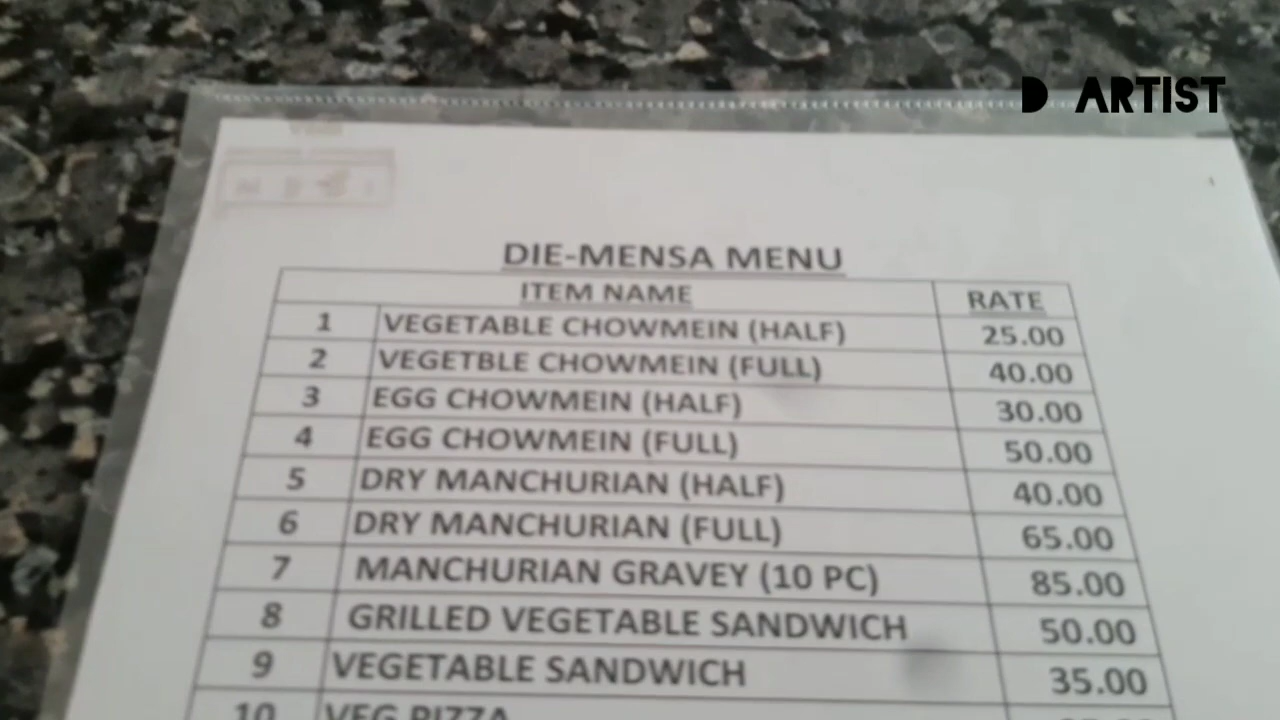 D ARTIST
DIE-MENSA MENU
ITEM NAME RATE
1 VEGETABLE CHOWMEIN (HALF) 25.00
2 VEGETBLE CHOWMEIN (FULL) 40.00
3 EGG CHOWMEIN (HALF) 30.00
4 EGG CHOWMEIN (FULL) 50.00
5 DRY MANCHURIAN (HALF) 40.00
6 DRY MANCHURIAN (FULL) 65.00
7 MANCHURIAN GRAVEY (10 PC) 85.00
8 GRILLED VEGETABLE SANDWICH 50.00
9 VEGETABLE SANDWICH 35.00
10 VEG PIZZA